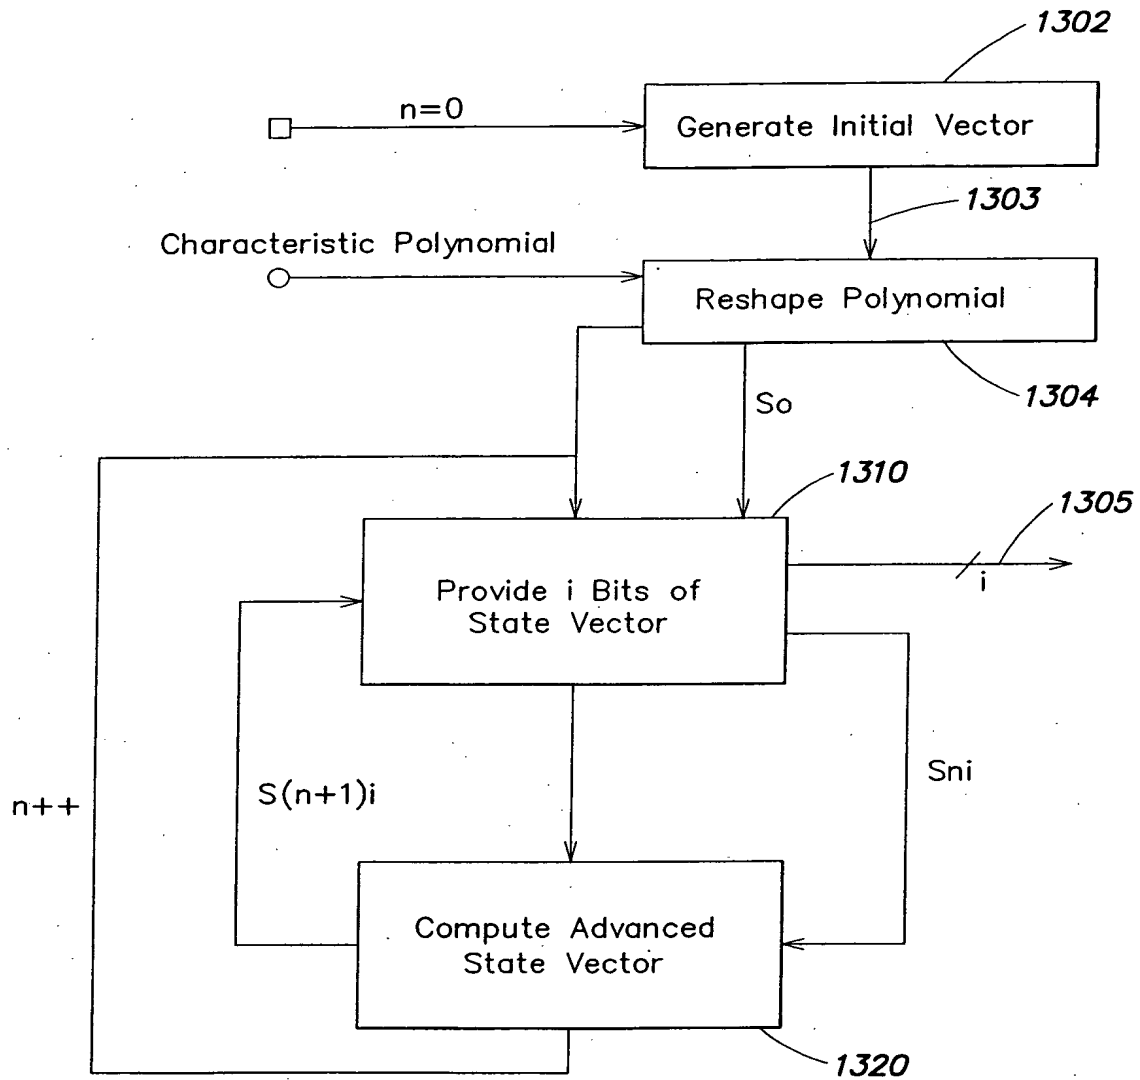 1302
n=0
Generate Initial Vector
1303
Characteristic Polynomial
Reshape Polynomial
So
1304
1310
1305
Provide i Bits of
State Vector
i
Sni
S(n+1)i
n++
Compute Advanced
State Vector
1320